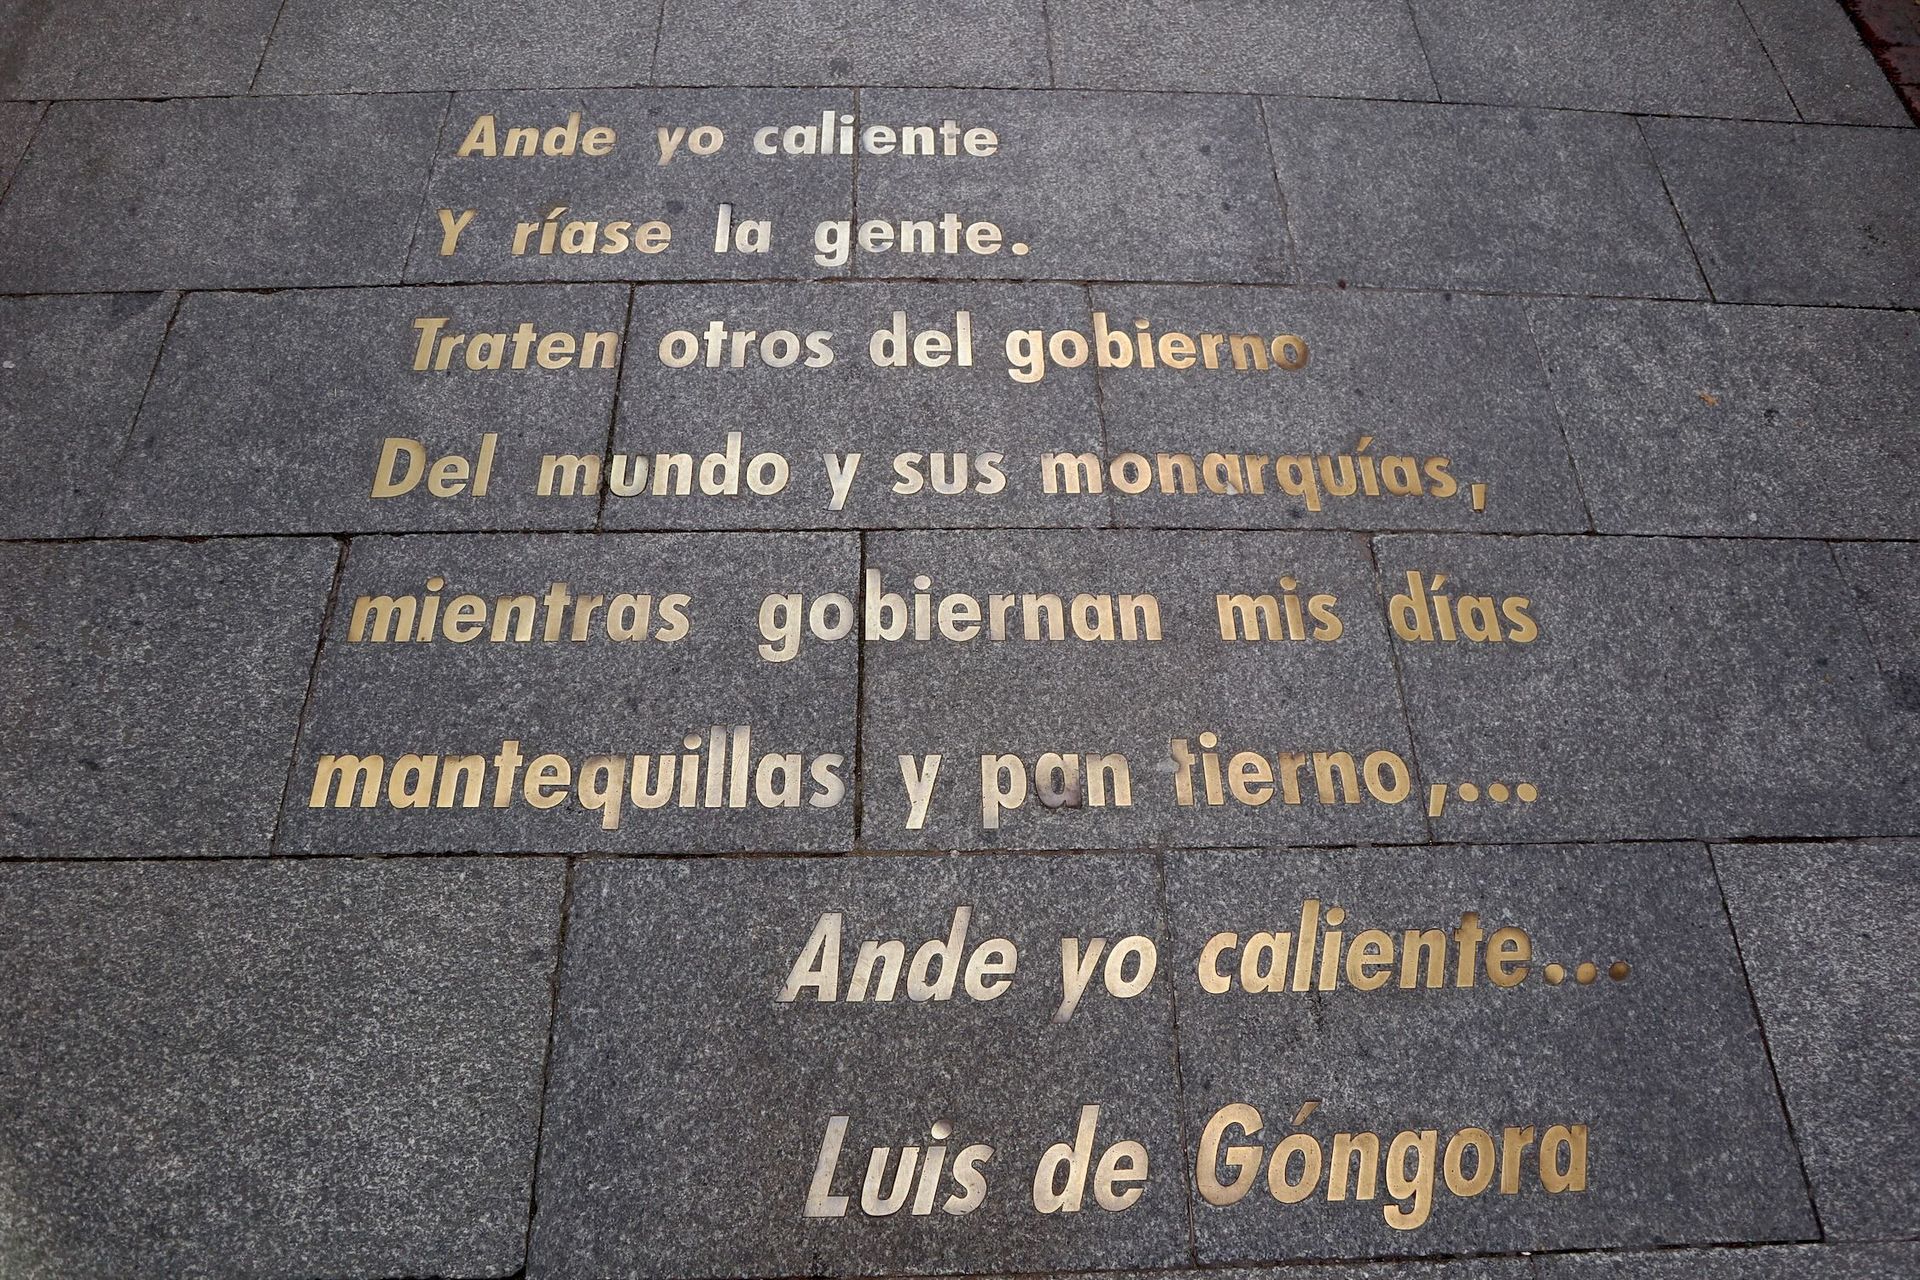 Ande yo caliente
Y ríase la gente.
Traten otros del gobierno
Del mundo y sus monarquías,
mientras gobiernan mis días
mantequillas y pan tierno,...
Ande yo caliente...
Luis de Góngora